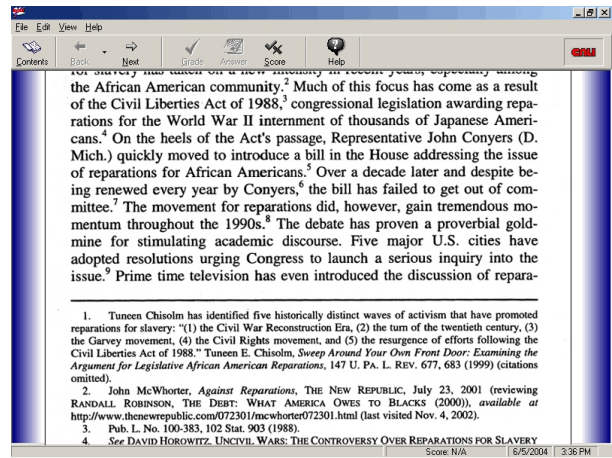 File Edit View Help
Contents Back Next Grade Answer Score Help CALI
for slavery has taken on a new intensity in recent years, especially among
the African American community.2 Much of this focus has come as a result
of the Civil Liberties Act of 1988,3 congressional legislation awarding repa-
rations for the World War II internment of thousands of Japanese Ameri-
cans.4 On the heels of the Act's passage, Representative John Conyers (D.
Mich.) quickly moved to introduce a bill in the House addressing the issue
of reparations for African Americans.5 Over a decade later and despite be-
ing renewed every year by Conyers,6 the bill has failed to get out of com-
mittee.7 The movement for reparations did, however, gain tremendous mo-
mentum throughout the 1990s.8 The debate has proven a proverbial gold-
mine for stimulating academic discourse. Five major U.S. cities have
adopted resolutions urging Congress to launch a serious inquiry into the
issue.9 Prime time television has even introduced the discussion of repara-
1. Tuneen Chisolm has identified five historically distinct waves of activism that have promoted
reparations for slavery: "(1) the Civil War Reconstruction Era, (2) the turn of the twentieth century, (3)
the Garvey movement, (4) the Civil Rights movement, and (5) the resurgence of efforts following the
Civil Liberties Act of 1988." Tuneen E. Chisolm, Sweep Around Your Own Front Door: Examining the
Argument for Legislative African American Reparations, 147 U. PA. L. REV. 677, 683 (1999) (citations
omitted).
2. John McWhorter, Against Reparations, THE NEW REPUBLIC, July 23, 2001 (reviewing
RANDALL ROBINSON, THE DEBT: WHAT AMERICA OWES TO BLACKS (2000)), available at
http://www.thenewrepublic.com/072301/mcwhorter072301.html (last visited Nov. 4, 2002).
3. Pub. L. No. 100-383, 102 Stat. 903 (1988).
4. See DAVID HOROWITZ, UNCIVIL WARS: THE CONTROVERSY OVER REPARATIONS FOR SLAVERY
Score: N/A 6/5/2004 3:36 PM